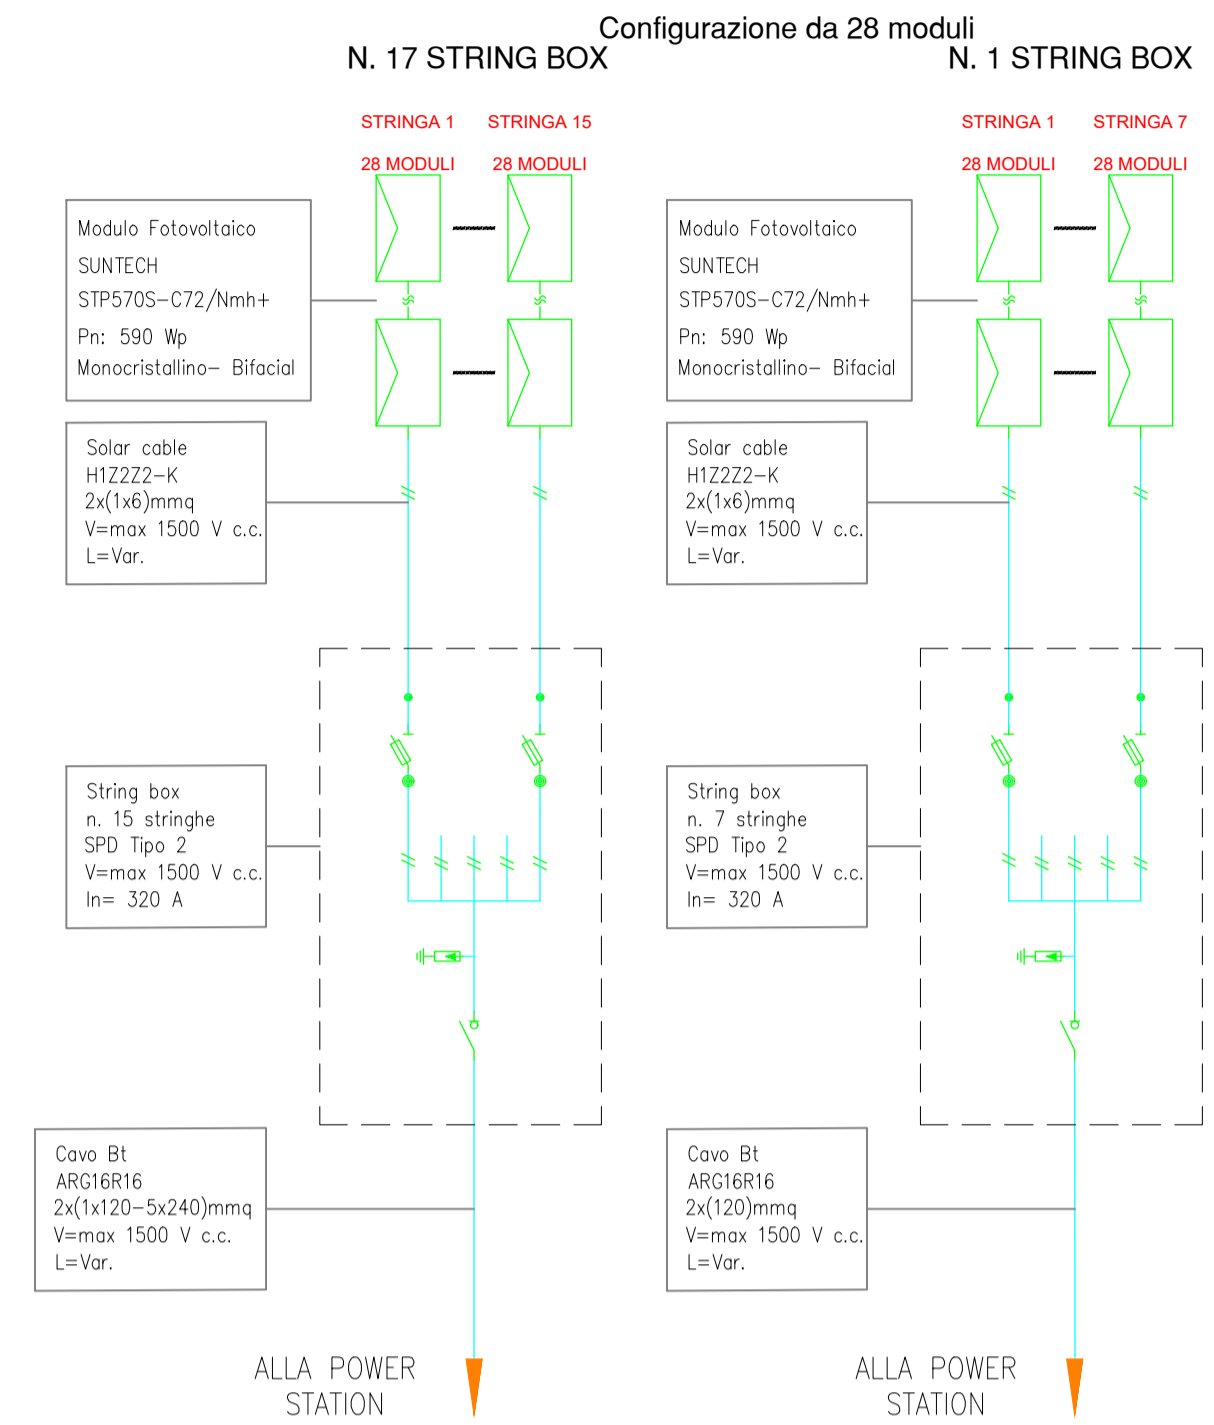 Configurazione da 28 moduli
N. 17 STRING BOX
STRINGA 1
STRINGA 15
28 MODULI
28 MODULI
Modulo Fotovoltaico
SUNTECH
STP570S-C72/Nmh+
Pn: 590 Wp
Monocristallino- Bifacial
Solar cable
H1Z2Z2-K
2x(1x6)mmq
V=max 1500 V c.c.
L=Var.
String box
n. 15 stringhe
SPD Tipo 2
V=max 1500 V c.c.
In= 320 A
Cavo Bt
ARG16R16
2x(1x120-5x240)mmq
V=max 1500 V c.c.
L=Var.
ALLA POWER
STATION
N. 1 STRING BOX
STRINGA 1
STRINGA 7
28 MODULI
28 MODULI
Modulo Fotovoltaico
SUNTECH
STP570S-C72/Nmh+
Pn: 590 Wp
Monocristallino- Bifacial
Solar cable
H1Z2Z2-K
2x(1x6)mmq
V=max 1500 V c.c.
L=Var.
String box
n. 7 stringhe
SPD Tipo 2
V=max 1500 V c.c.
In= 320 A
Cavo Bt
ARG16R16
2x(120)mmq
V=max 1500 V c.c.
L=Var.
ALLA POWER
STATION